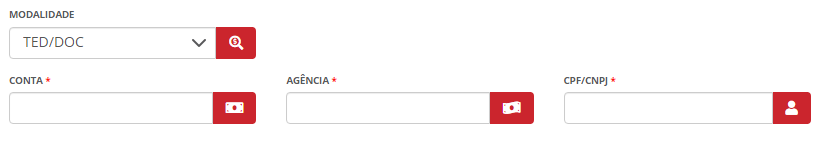 MODALIDADE
TED/DOC
CONTA * AGÊNCIA * CPF/CNPJ *